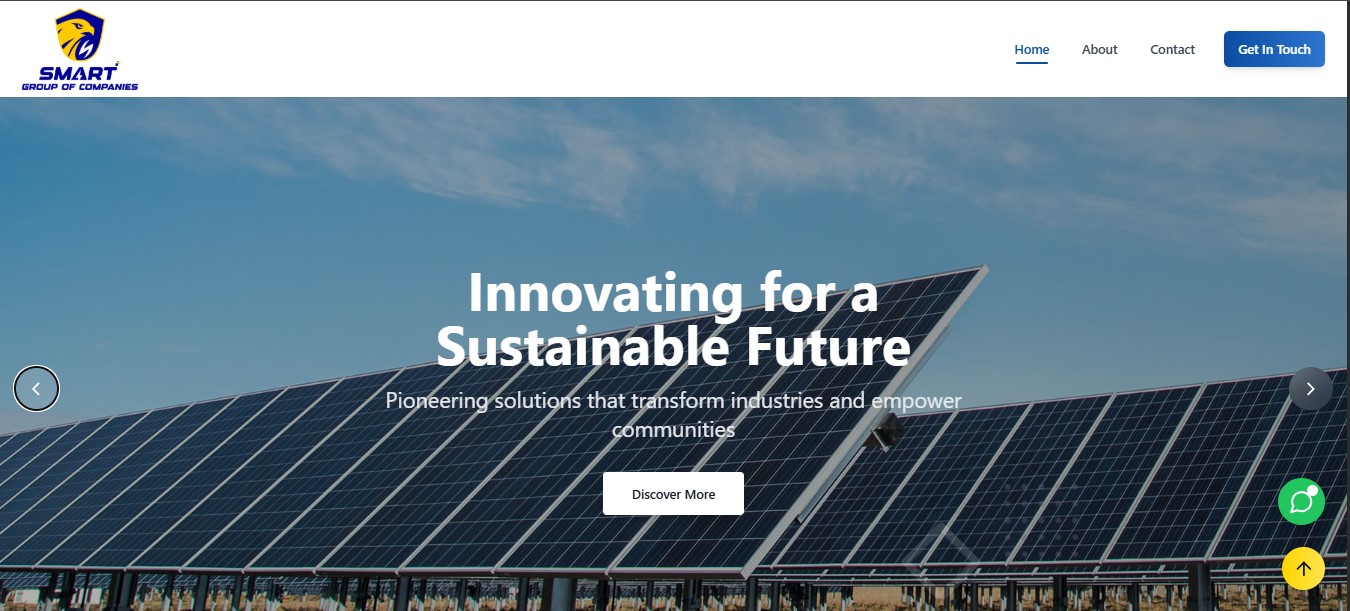 SMART
GROUP OF COMPANIES
Home
About
Contact
Get In Touch
Innovating for a
Sustainable Future
Pioneering solutions that transform industries and empower
communities
Discover More